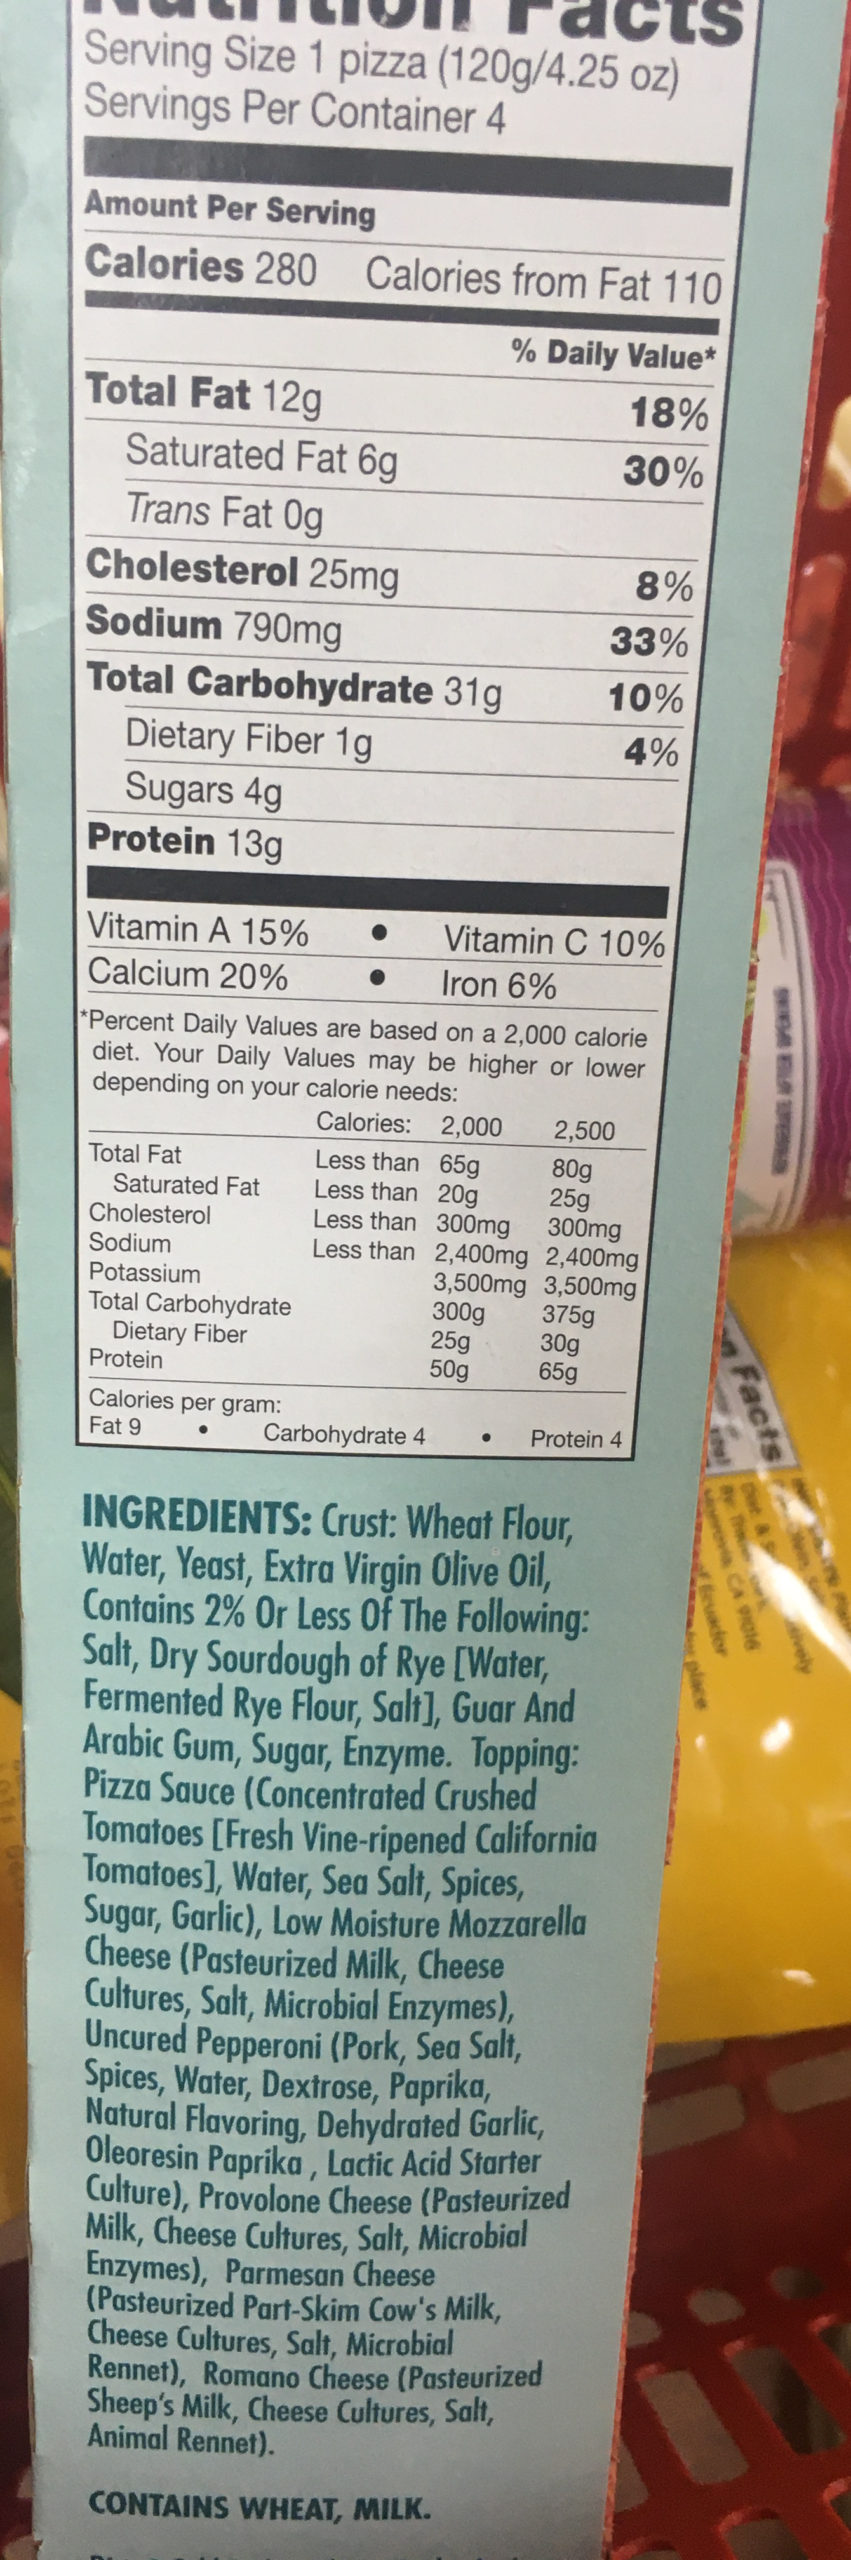 Nutrition Facts
Serving Size 1 pizza (120g/4.25 oz)
Servings Per Container 4
Amount Per Serving
Calories 280 Calories from Fat 110
% Daily Value*
Total Fat 12g 18%
Saturated Fat 6g 30%
Trans Fat 0g
Cholesterol 25mg 8%
Sodium 790mg 33%
Total Carbohydrate 31g 10%
Dietary Fiber 1g 4%
Sugars 4g
Protein 13g
Vitamin A 15% • Vitamin C 10%
Calcium 20% • Iron 6%
*Percent Daily Values are based on a 2,000 calorie
diet. Your Daily Values may be higher or lower
depending on your calorie needs:
Calories: 2,000 2,500
Total Fat Less than 65g 80g
Saturated Fat Less than 20g 25g
Cholesterol Less than 300mg 300mg
Sodium Less than 2,400mg 2,400mg
Potassium 3,500mg 3,500mg
Total Carbohydrate 300g 375g
Dietary Fiber 25g 30g
Protein 50g 65g
Calories per gram:
Fat 9 • Carbohydrate 4 • Protein 4
INGREDIENTS: Crust: Wheat Flour,
Water, Yeast, Extra Virgin Olive Oil,
Contains 2% Or Less Of The Following:
Salt, Dry Sourdough of Rye [Water,
Fermented Rye Flour, Salt], Guar And
Arabic Gum, Sugar, Enzyme. Topping:
Pizza Sauce (Concentrated Crushed
Tomatoes [Fresh Vine-ripened California
Tomatoes], Water, Sea Salt, Spices,
Sugar, Garlic), Low Moisture Mozzarella
Cheese (Pasteurized Milk, Cheese
Cultures, Salt, Microbial Enzymes),
Uncured Pepperoni (Pork, Sea Salt,
Spices, Water, Dextrose, Paprika,
Natural Flavoring, Dehydrated Garlic,
Oleoresin Paprika , Lactic Acid Starter
Culture), Provolone Cheese (Pasteurized
Milk, Cheese Cultures, Salt, Microbial
Enzymes), Parmesan Cheese
(Pasteurized Part-Skim Cow's Milk,
Cheese Cultures, Salt, Microbial
Rennet), Romano Cheese (Pasteurized
Sheep's Milk, Cheese Cultures, Salt,
Animal Rennet).
CONTAINS WHEAT, MILK.
Facts
CA 91016
Ecuador
place